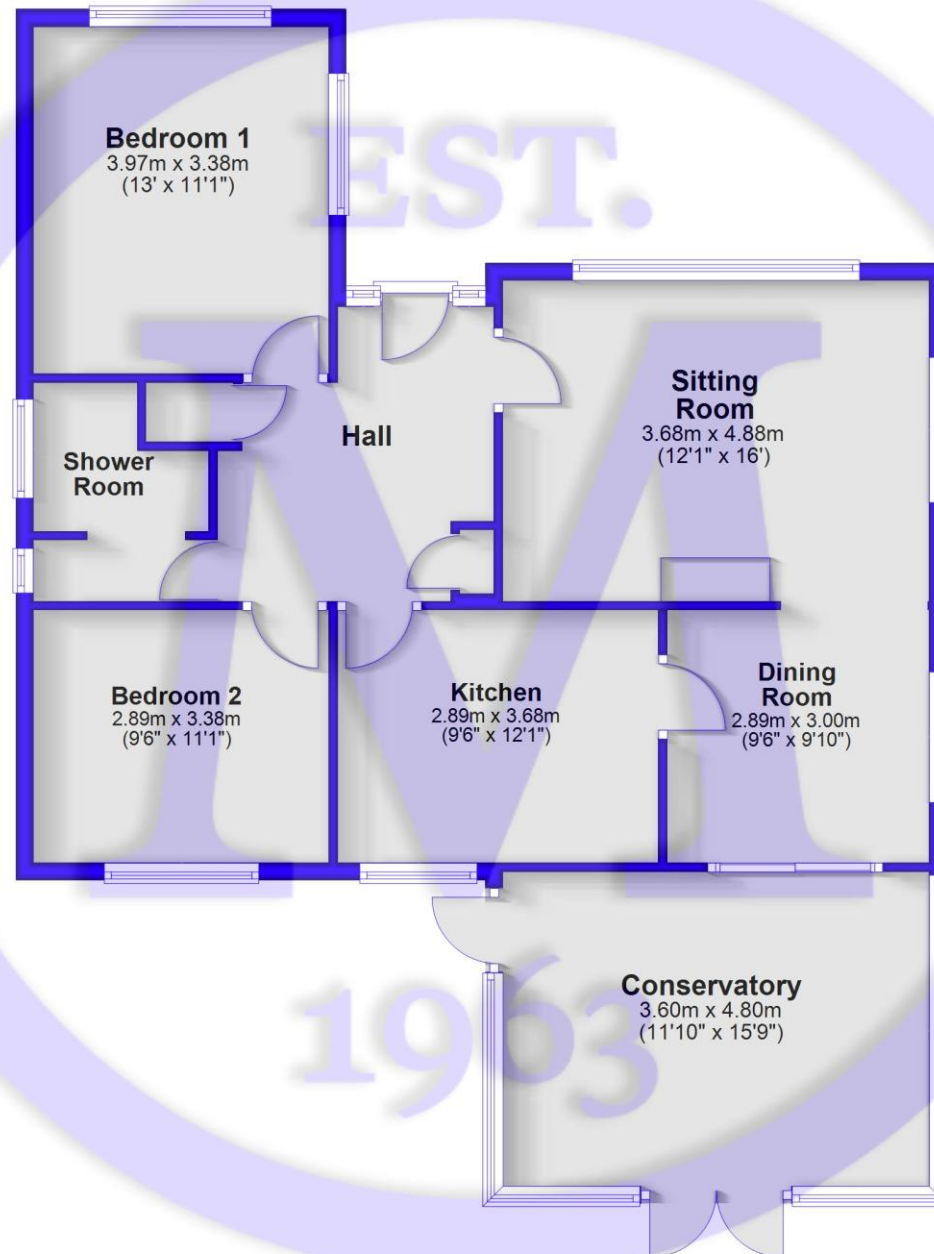 Bedroom 1
3.97m x 3.38m
(13' x 11'1")
EST.
Sitting
Room
3.68m x 4.88m
(12'1" x 16')
Hall
Shower
Room
M
Bedroom 2
2.89m x 3.38m
(9'6" x 11'1")
Kitchen
2.89m x 3.68m
(9'6" x 12'1")
Dining
Room
2.89m x 3.00m
(9'6" x 9'10")
Conservatory
3.60m x 4.80m
(11'10" x 15'9")
1963